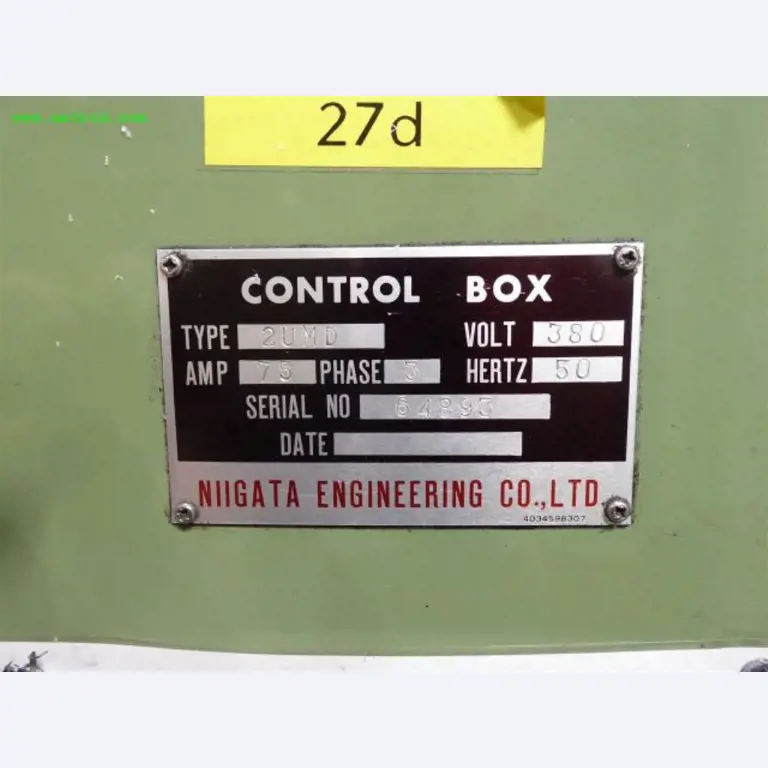 27d
CONTROL BOX
TYPE 2UMD VOLT 380
AMP 75 PHASE 3 HERTZ 50
SERIAL NO 64893
DATE
NIIGATA ENGINEERING CO.,LTD.
4034598307